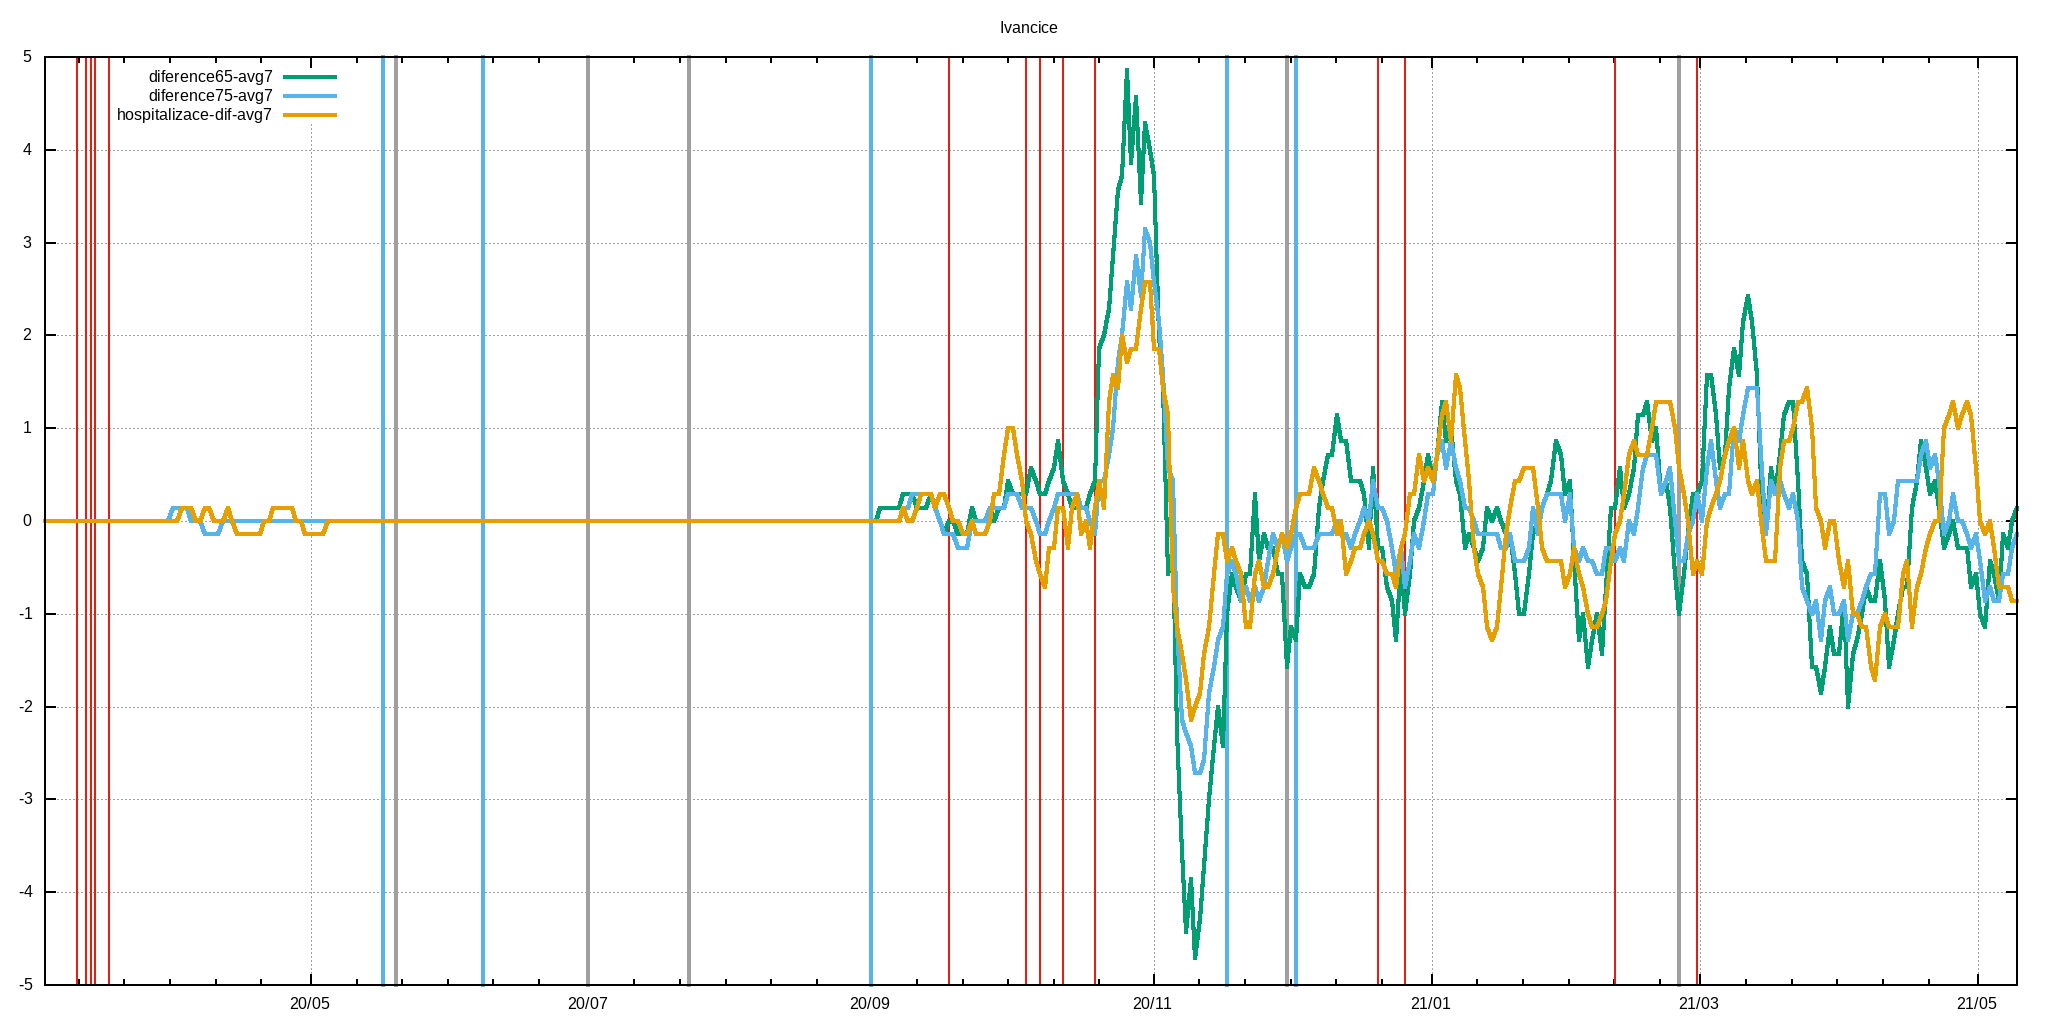 Ivancice
diference65-avg7
diference75-avg7
hospitalizace-dif-avg7
5
4
3
2
1
0
-1
-2
-3
-4
-5
20/05 20/07 20/09 20/11 21/01 21/03 21/05